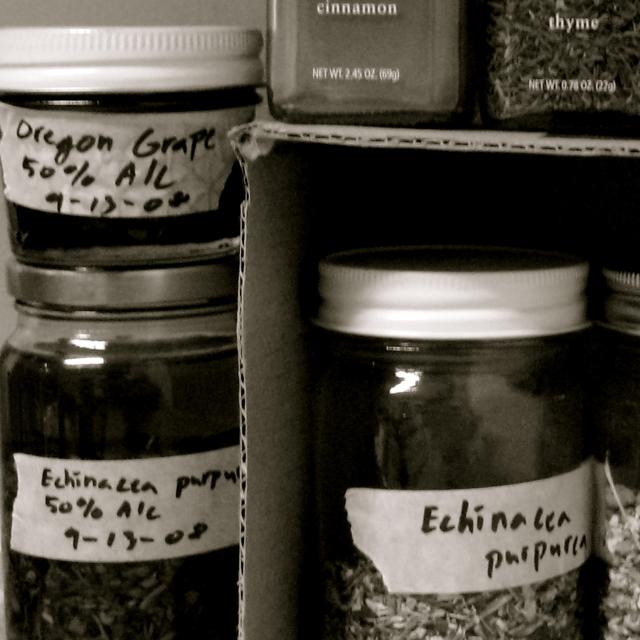 cinnamon
NET WT. 2.45 OZ. (69g)
thyme
NET WT. 0.78 OZ. (22g)
Oregon Grape
50% Alc
9-13-08
Echinacea purpu
50% Alc
9-13-08
Echinacea
purpurea